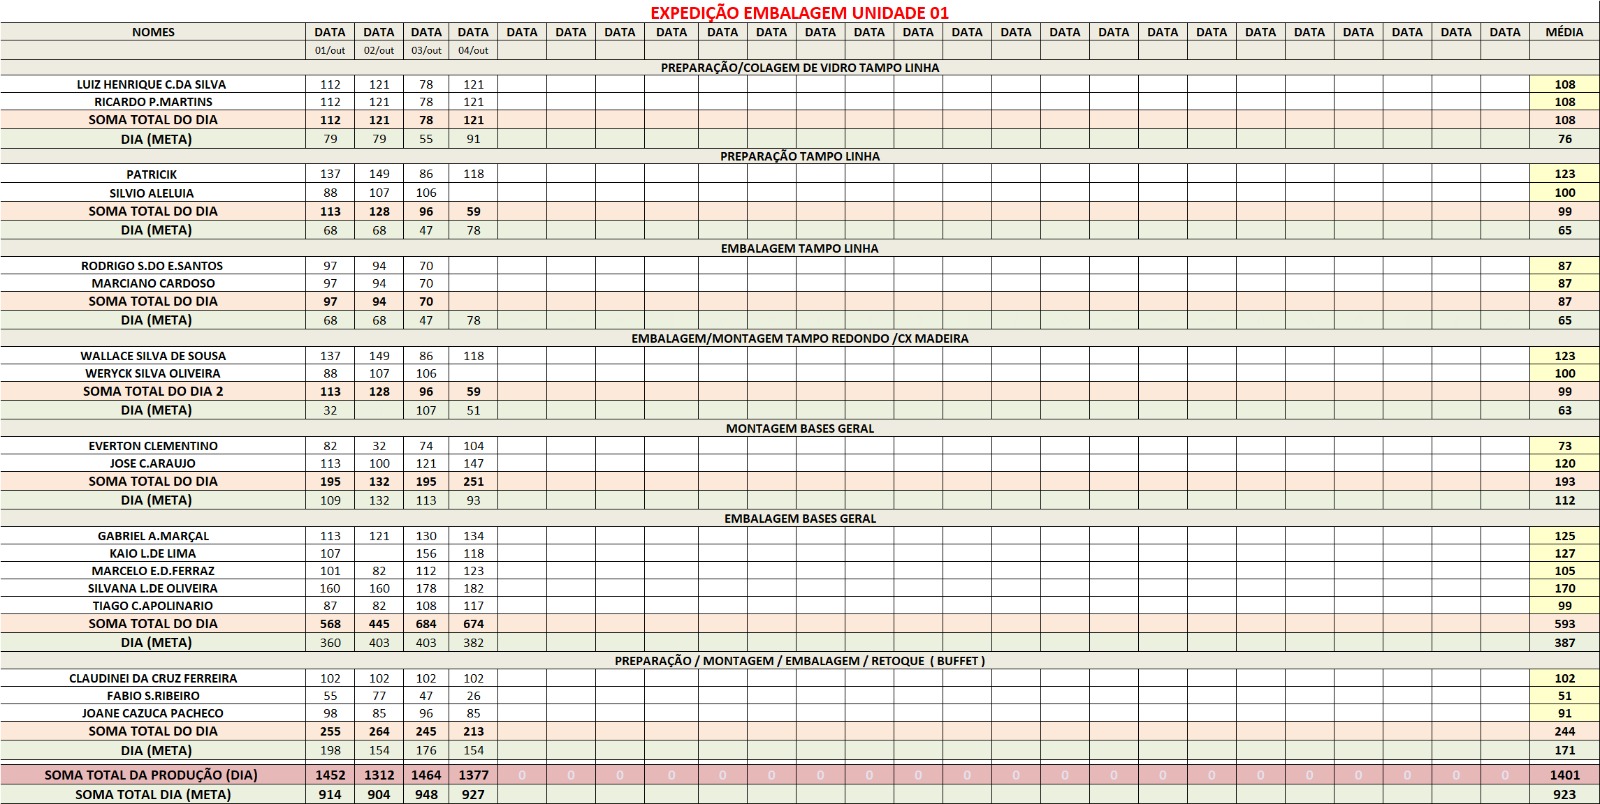 EXPEDIÇÃO EMBALAGEM UNIDADE 01
NOMES DATA DATA DATA DATA DATA DATA DATA DATA DATA DATA DATA DATA DATA DATA DATA DATA DATA DATA DATA DATA DATA DATA DATA DATA DATA MÉDIA
01/out 02/out 03/out 04/out
PREPARAÇÃO/COLAGEM DE VIDRO TAMPO LINHA
LUIZ HENRIQUE C.DA SILVA 112 121 78 121 108
RICARDO P.MARTINS 112 121 78 121 108
SOMA TOTAL DO DIA 112 121 78 121 108
DIA (META) 79 79 55 91 76
PREPARAÇÃO TAMPO LINHA
PATRICIK 137 149 86 118 123
SILVIO ALELUIA 88 107 106 100
SOMA TOTAL DO DIA 113 128 96 59 99
DIA (META) 68 68 47 78 65
EMBALAGEM TAMPO LINHA
RODRIGO S.DO E.SANTOS 97 94 70 87
MARCIANO CARDOSO 97 94 70 87
SOMA TOTAL DO DIA 97 94 70 87
DIA (META) 68 68 47 78 65
EMBALAGEM/MONTAGEM TAMPO REDONDO /CX MADEIRA
WALLACE SILVA DE SOUSA 137 149 86 118 123
WERYCK SILVA OLIVEIRA 88 107 106 100
SOMA TOTAL DO DIA 2 113 128 96 59 99
DIA (META) 32 107 51 63
MONTAGEM BASES GERAL
EVERTON CLEMENTINO 82 32 74 104 73
JOSE C.ARAUJO 113 100 121 147 120
SOMA TOTAL DO DIA 195 132 195 251 193
DIA (META) 109 132 113 93 112
EMBALAGEM BASES GERAL
GABRIEL A.MARÇAL 113 121 130 134 125
KAIO L.DE LIMA 107 156 118 127
MARCELO E.D.FERRAZ 101 82 112 123 105
SILVANA L.DE OLIVEIRA 160 160 178 182 170
TIAGO C.APOLINARIO 87 82 108 117 99
SOMA TOTAL DO DIA 568 445 684 674 593
DIA (META) 360 403 403 382 387
PREPARAÇÃO / MONTAGEM / EMBALAGEM / RETOQUE ( BUFFET )
CLAUDINEI DA CRUZ FERREIRA 102 102 102 102 102
FABIO S.RIBEIRO 55 77 47 26 51
JOANE CAZUCA PACHECO 98 85 96 85 91
SOMA TOTAL DO DIA 255 264 245 213 244
DIA (META) 198 154 176 154 171
SOMA TOTAL DA PRODUÇÃO (DIA) 1452 1312 1464 1377 0 0 0 0 0 0 0 0 0 0 0 0 0 0 0 0 0 0 0 0 0 1401
SOMA TOTAL DIA (META) 914 904 948 927 923